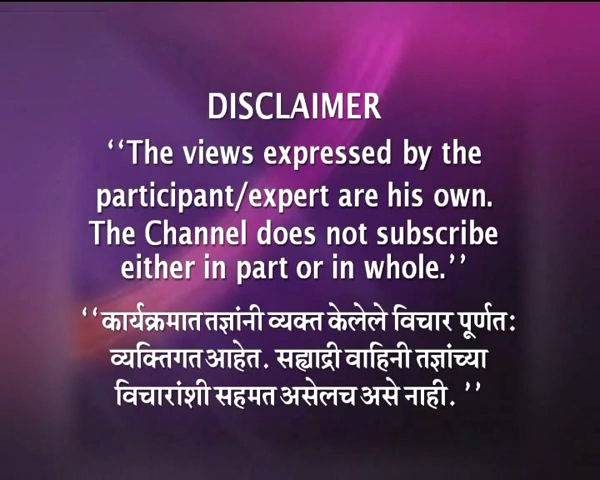 DISCLAIMER
‘‘The views expressed by the
participant/expert are his own.
The Channel does not subscribe
either in part or in whole.’’
‘‘कार्यक्रमात तज्ञांनी व्यक्त केलेले विचार पूर्णत:
व्यक्तिगत आहेत. सह्याद्री वाहिनी तज्ञांच्या
विचारांशी सहमत असेलच असे नाही. ’’